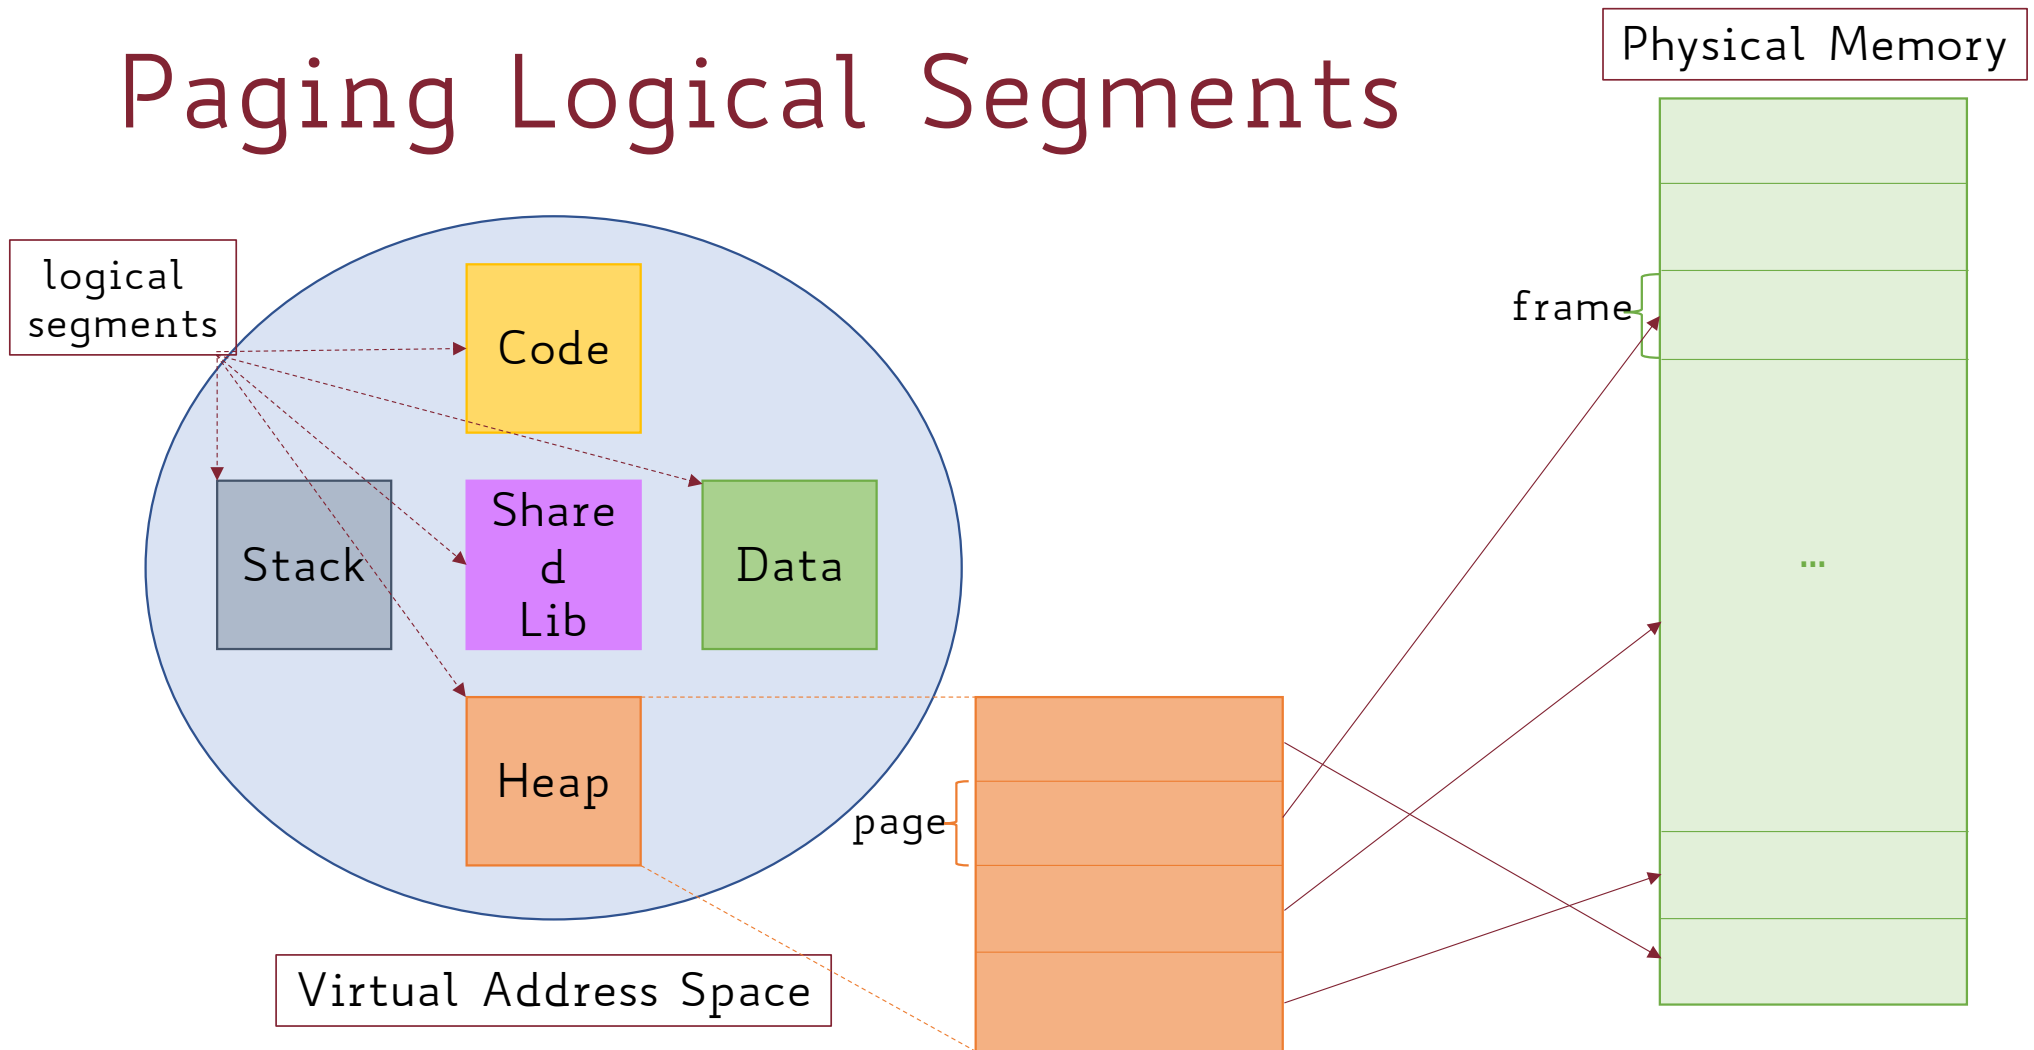 Paging Logical Segments
Physical Memory
logical
segments
Code
frame
Stack
Share
d
Lib
Data
...
Heap
page
Virtual Address Space